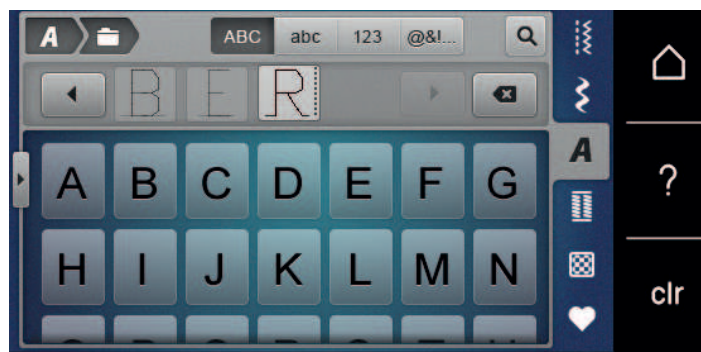 A ABC abc 123 @&!...
B E R
A B C D E F G A
?
H I J K L M N
clr